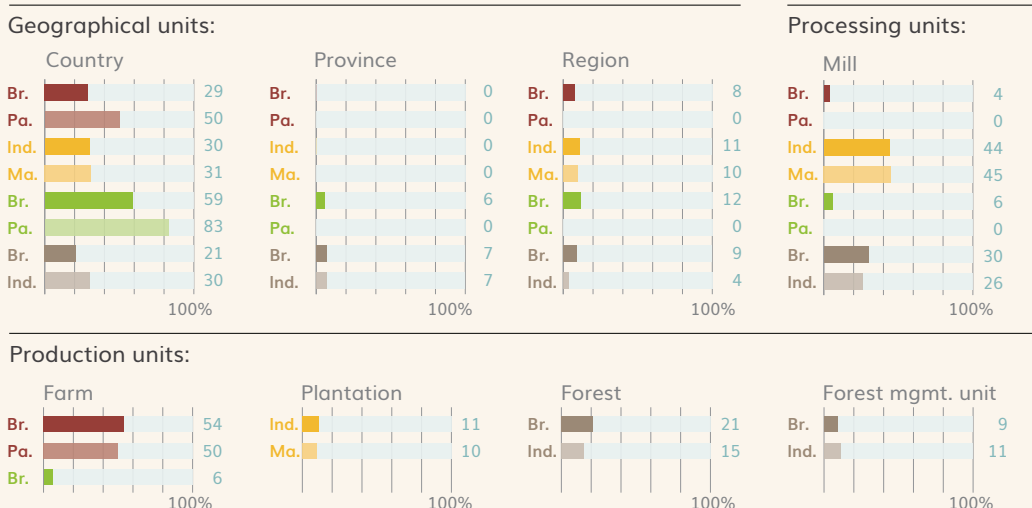 Geographical units:
Processing units:
Country
Province
Region
Mill
Br. 29
Pa. 50
Ind. 30
Ma. 31
Br. 59
Pa. 83
Br. 21
Ind. 30
100%
Br. 0
Pa. 0
Ind. 0
Ma. 0
Br. 6
Pa. 0
Br. 7
Ind. 7
100%
Br. 8
Pa. 0
Ind. 11
Ma. 10
Br. 12
Pa. 0
Br. 9
Ind. 4
100%
Br. 4
Pa. 0
Ind. 44
Ma. 45
Br. 6
Pa. 0
Br. 30
Ind. 26
100%
Production units:
Farm
Br. 54
Pa. 50
Br. 6
100%
Plantation
Ind. 11
Ma. 10
100%
Forest
Br. 21
Ind. 15
100%
Forest mgmt. unit
Br. 9
Ind. 11
100%